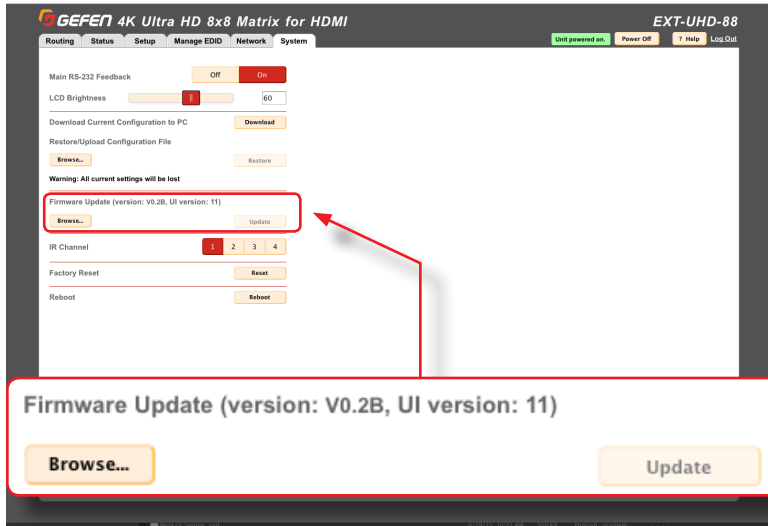 GEFEN 4K Ultra HD 8x8 Matrix for HDMI EXT-UHD-88
Routing Status Setup Manage EDID Network System Unit powered on. Power Off ? Help Log Out
Main RS-232 Feedback Off On
LCD Brightness 60
Download Current Configuration to PC Download
Restore/Upload Configuration File
Browse... Restore
Warning: All current settings will be lost
Firmware Update (version: V0.2B, UI version: 11)
Browse... Update
IR Channel 1 2 3 4
Factory Reset Reset
Reboot Reboot
Firmware Update (version: V0.2B, UI version: 11)
Browse... Update